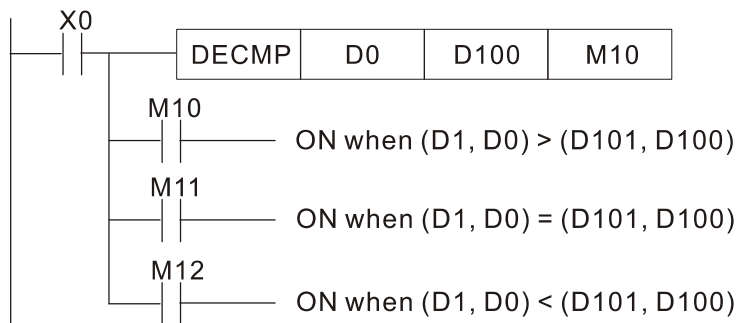 X0
DECMP D0 D100 M10
M10
ON when (D1, D0) > (D101, D100)
M11
ON when (D1, D0) = (D101, D100)
M12
ON when (D1, D0) < (D101, D100)